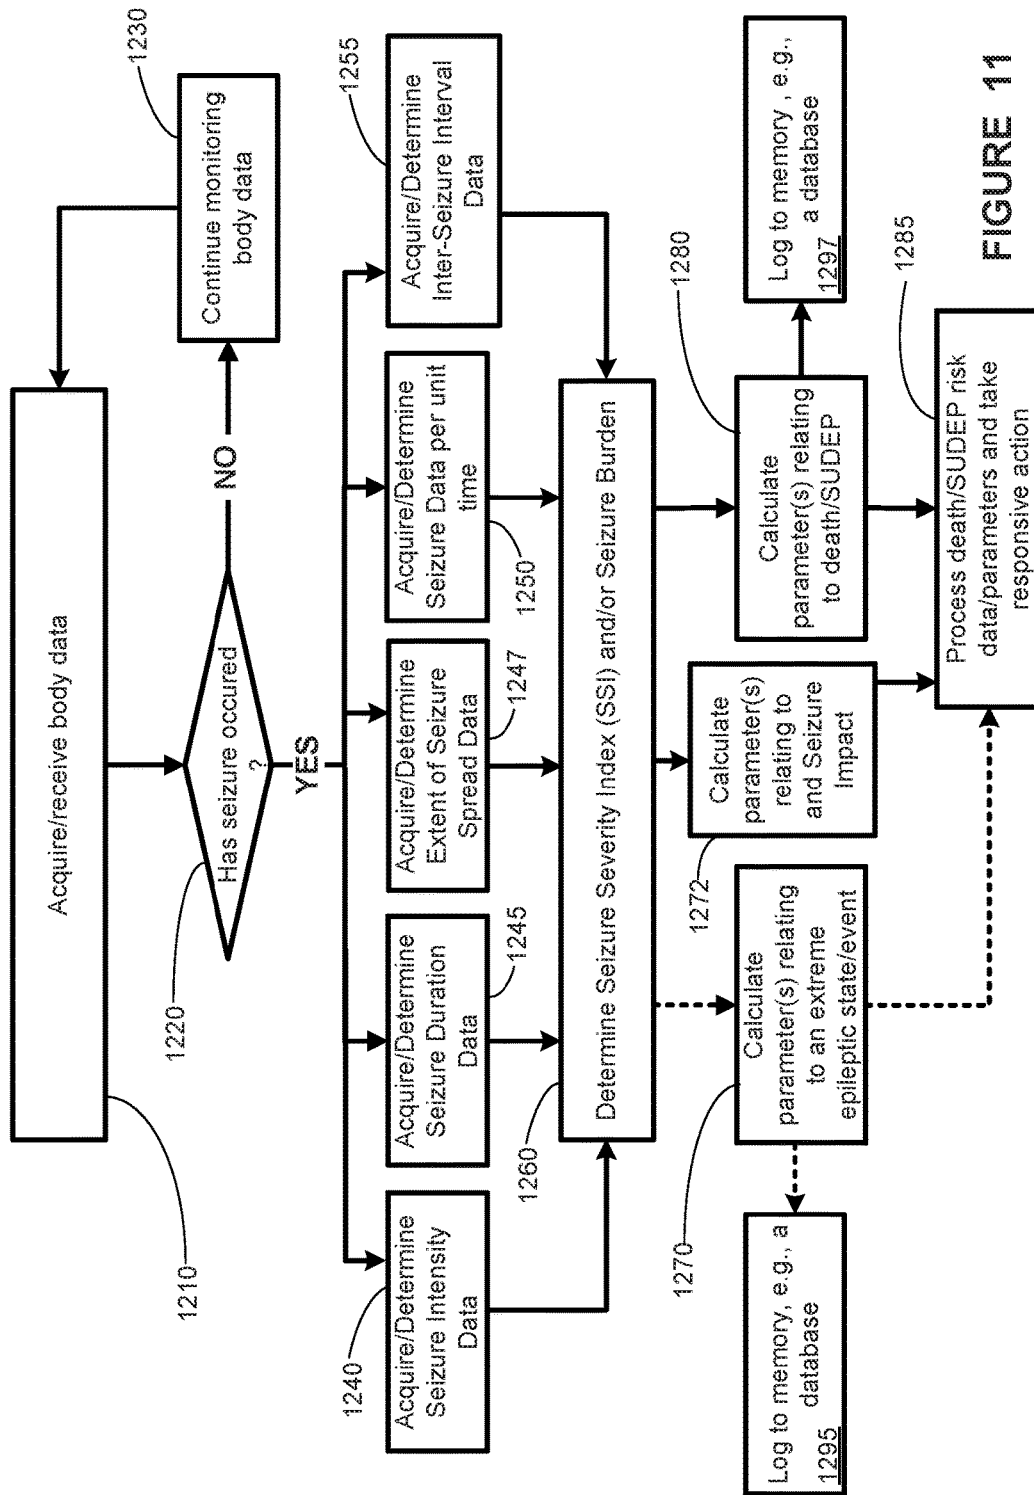 Acquire/receive body data
1210
Has seizure occured
?
1220
NO
Continue monitoring
body data
1230
YES
Acquire/Determine
Seizure Intensity
Data
1240
Acquire/Determine
Seizure Duration
Data
1245
Acquire/Determine
Extent of Seizure
Spread Data
1247
Acquire/Determine
Seizure Data per unit
time
1250
Acquire/Determine
Inter-Seizure Interval
Data
1255
Determine Seizure Severity Index (SSI) and/or Seizure Burden
1260
Log to memory, e.g., a
database
1295
Calculate
parameter(s) relating
to an extreme
epileptic state/event
1270
Calculate
parameter(s)
relating to
and Seizure
Impact
1272
Calculate
parameter(s) relating
to death/SUDEP
1280
Log to memory , e.g.,
a database
1297
Process death/SUDEP risk
data/parameters and take
responsive action
1285
FIGURE 11